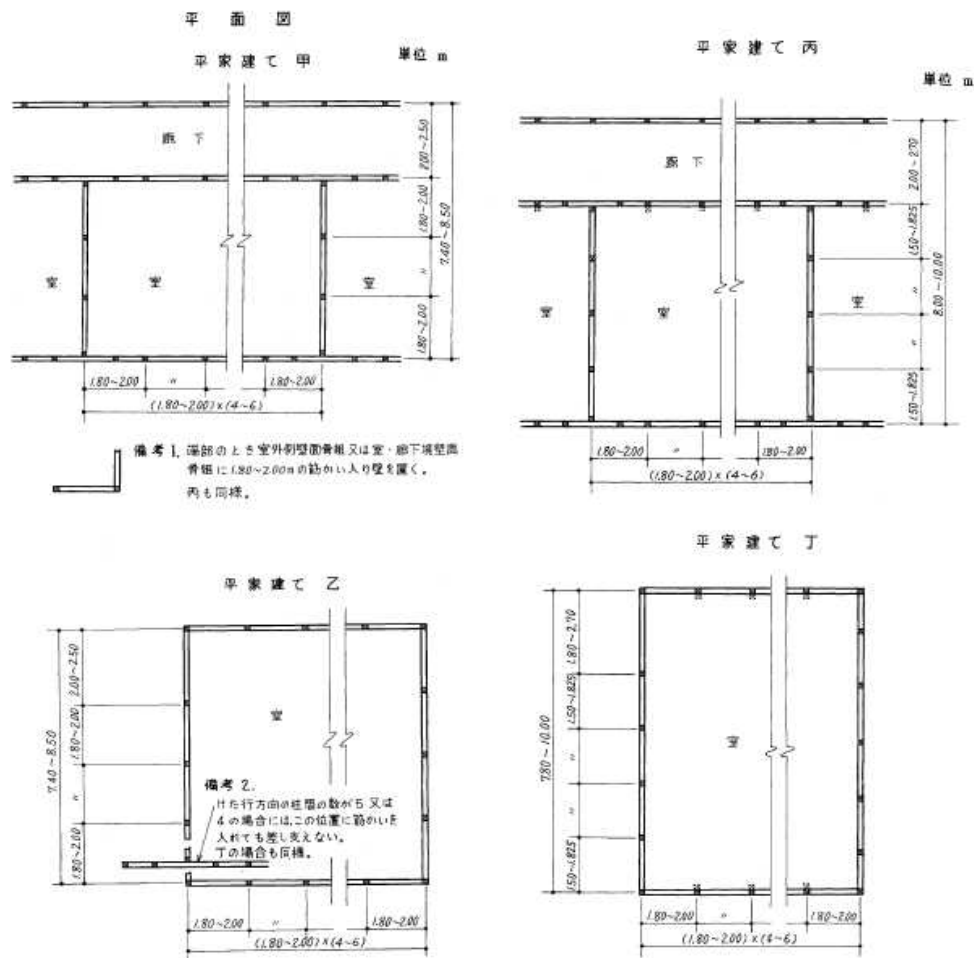 平面図
平家建て 甲
単位 m
廊下
室
室
室
2.00~2.50
1.80~2.00
〃
1.80~2.00
7.40~8.50
1.80~2.00
〃
1.80~2.00
(1.80~2.00)×(4~6)
備考 1. 端部のとき室外側壁面骨組又は室・廊下境壁面
骨組に1.80~2.00mの筋かい入り壁を置く。
丙も同様。
平家建て 丙
単位 m
廊下
室
室
室
2.00~2.70
1.50~1.825
〃
〃
1.50~1.825
8.00~10.00
1.80~2.00
〃
1.80~2.00
(1.80~2.00)×(4~6)
平家建て 乙
室
2.00~2.50
1.80~2.00
〃
1.80~2.00
7.40~8.50
備考 2.
けた行方向の柱間の数が5又は
4の場合には、この位置に筋かいを
入れても差し支えない。
丁の場合も同様。
1.80~2.00
〃
1.80~2.00
(1.80~2.00)×(4~6)
平家建て 丁
室
1.80~2.70
1.50~1.825
〃
〃
1.50~1.825
7.80~10.00
1.80~2.00
〃
1.80~2.00
(1.80~2.00)×(4~6)